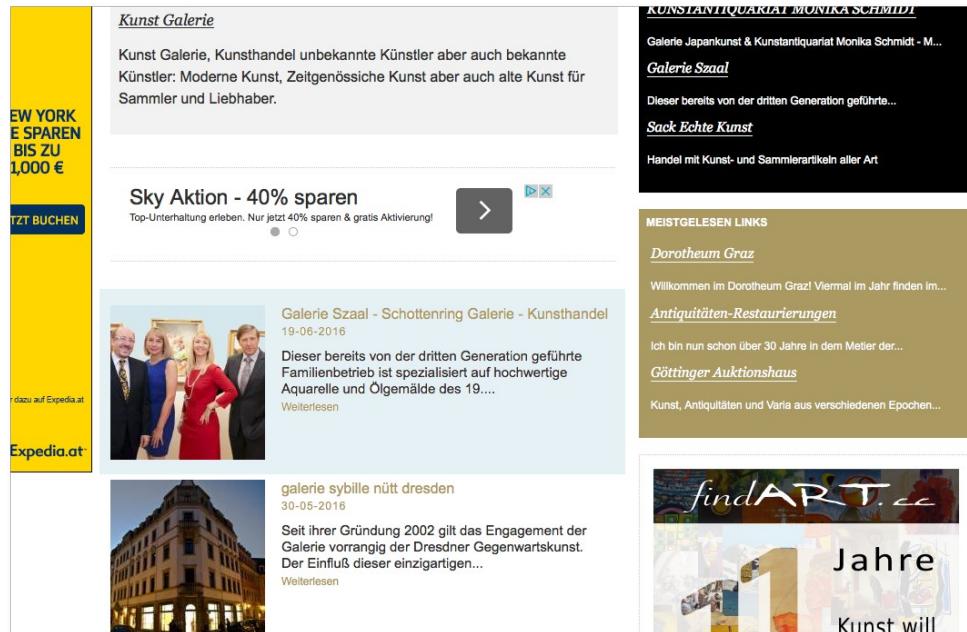 EW YORK
E SPAREN
BIS ZU
1,000 €
TZT BUCHEN
r dazu auf Expedia.at
Expedia.at
Kunst Galerie
Kunst Galerie, Kunsthandel unbekannte Künstler aber auch bekannte
Künstler: Moderne Kunst, Zeitgenössiche Kunst aber auch alte Kunst für
Sammler und Liebhaber.
Sky Aktion - 40% sparen
Top-Unterhaltung erleben. Nur jetzt 40% sparen & gratis Aktivierung!
Galerie Szaal - Schottenring Galerie - Kunsthandel
19-06-2016
Dieser bereits von der dritten Generation geführte
Familienbetrieb ist spezialisiert auf hochwertige
Aquarelle und Ölgemälde des 19....
Weiterlesen
galerie sybille nütt dresden
30-05-2016
Seit ihrer Gründung 2002 gilt das Engagement der
Galerie vorrangig der Dresdner Gegenwartskunst.
Der Einfluß dieser einzigartigen...
Weiterlesen
KUNSTANTIQUARIAT MONIKA SCHMIDT
Galerie Japankunst & Kunstantiquariat Monika Schmidt - M...
Galerie Szaal
Dieser bereits von der dritten Generation geführte...
Sack Echte Kunst
Handel mit Kunst- und Sammlerartikeln aller Art
MEISTGELESEN LINKS
Dorotheum Graz
Willkommen im Dorotheum Graz! Viermal im Jahr finden im...
Antiquitäten-Restaurierungen
Ich bin nun schon über 30 Jahre in dem Metier der...
Göttinger Auktionshaus
Kunst, Antiquitäten und Varia aus verschiedenen Epochen...
findART.cc
11 Jahre
Kunst will